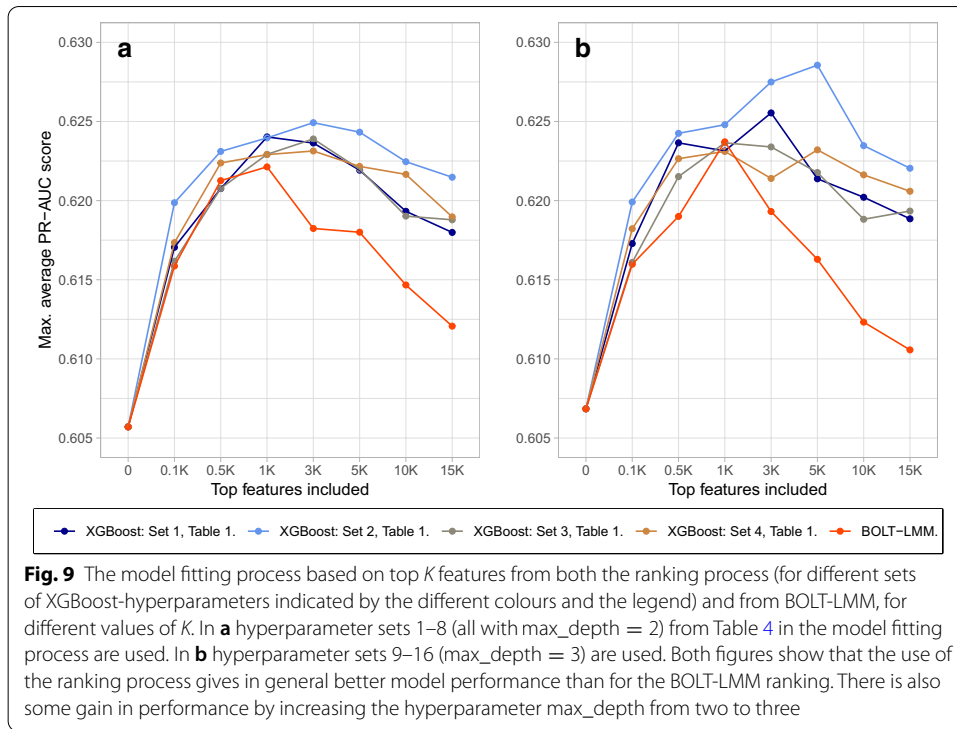 a
b
0.630
0.625
0.620
0.615
0.610
0.605
Max. average PR−AUC score
0 0.1K 0.5K 1K 3K 5K 10K 15K
Top features included
0.630
0.625
0.620
0.615
0.610
0.605
0 0.1K 0.5K 1K 3K 5K 10K 15K
Top features included
XGBoost: Set 1, Table 1. XGBoost: Set 2, Table 1. XGBoost: Set 3, Table 1. XGBoost: Set 4, Table 1. BOLT−LMM.
Fig. 9 The model fitting process based on top K features from both the ranking process (for different sets
of XGBoost-hyperparameters indicated by the different colours and the legend) and from BOLT-LMM, for
different values of K. In a hyperparameter sets 1–8 (all with max_depth = 2) from Table 4 in the model fitting
process are used. In b hyperparameter sets 9–16 (max_depth = 3) are used. Both figures show that the use of
the ranking process gives in general better model performance than for the BOLT-LMM ranking. There is also
some gain in performance by increasing the hyperparameter max_depth from two to three